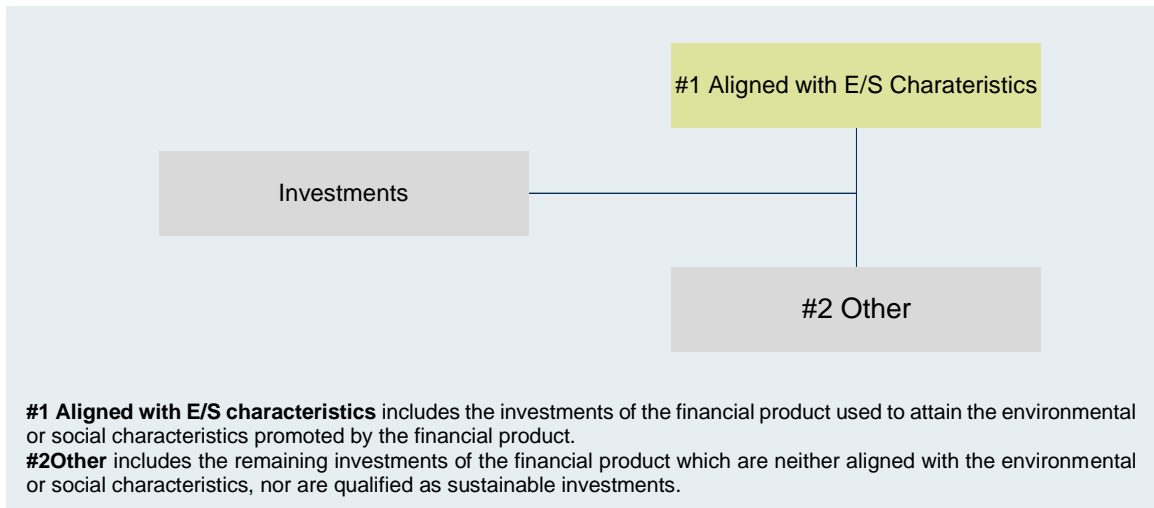 #1 Aligned with E/S Charateristics
Investments
#2 Other
#1 Aligned with E/S characteristics includes the investments of the financial product used to attain the environmental
or social characteristics promoted by the financial product.
#2Other includes the remaining investments of the financial product which are neither aligned with the environmental
or social characteristics, nor are qualified as sustainable investments.